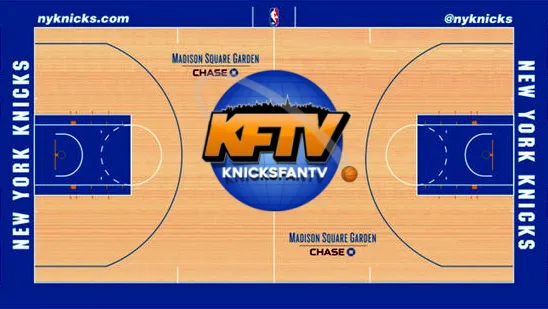 nyknicks.com
@nyknicks
MADISON SQUARE GARDEN
CHASE
NEW YORK KNICKS
KFTV
KNICKSFANTV
NEW YORK KNICKS
MADISON SQUARE GARDEN
CHASE